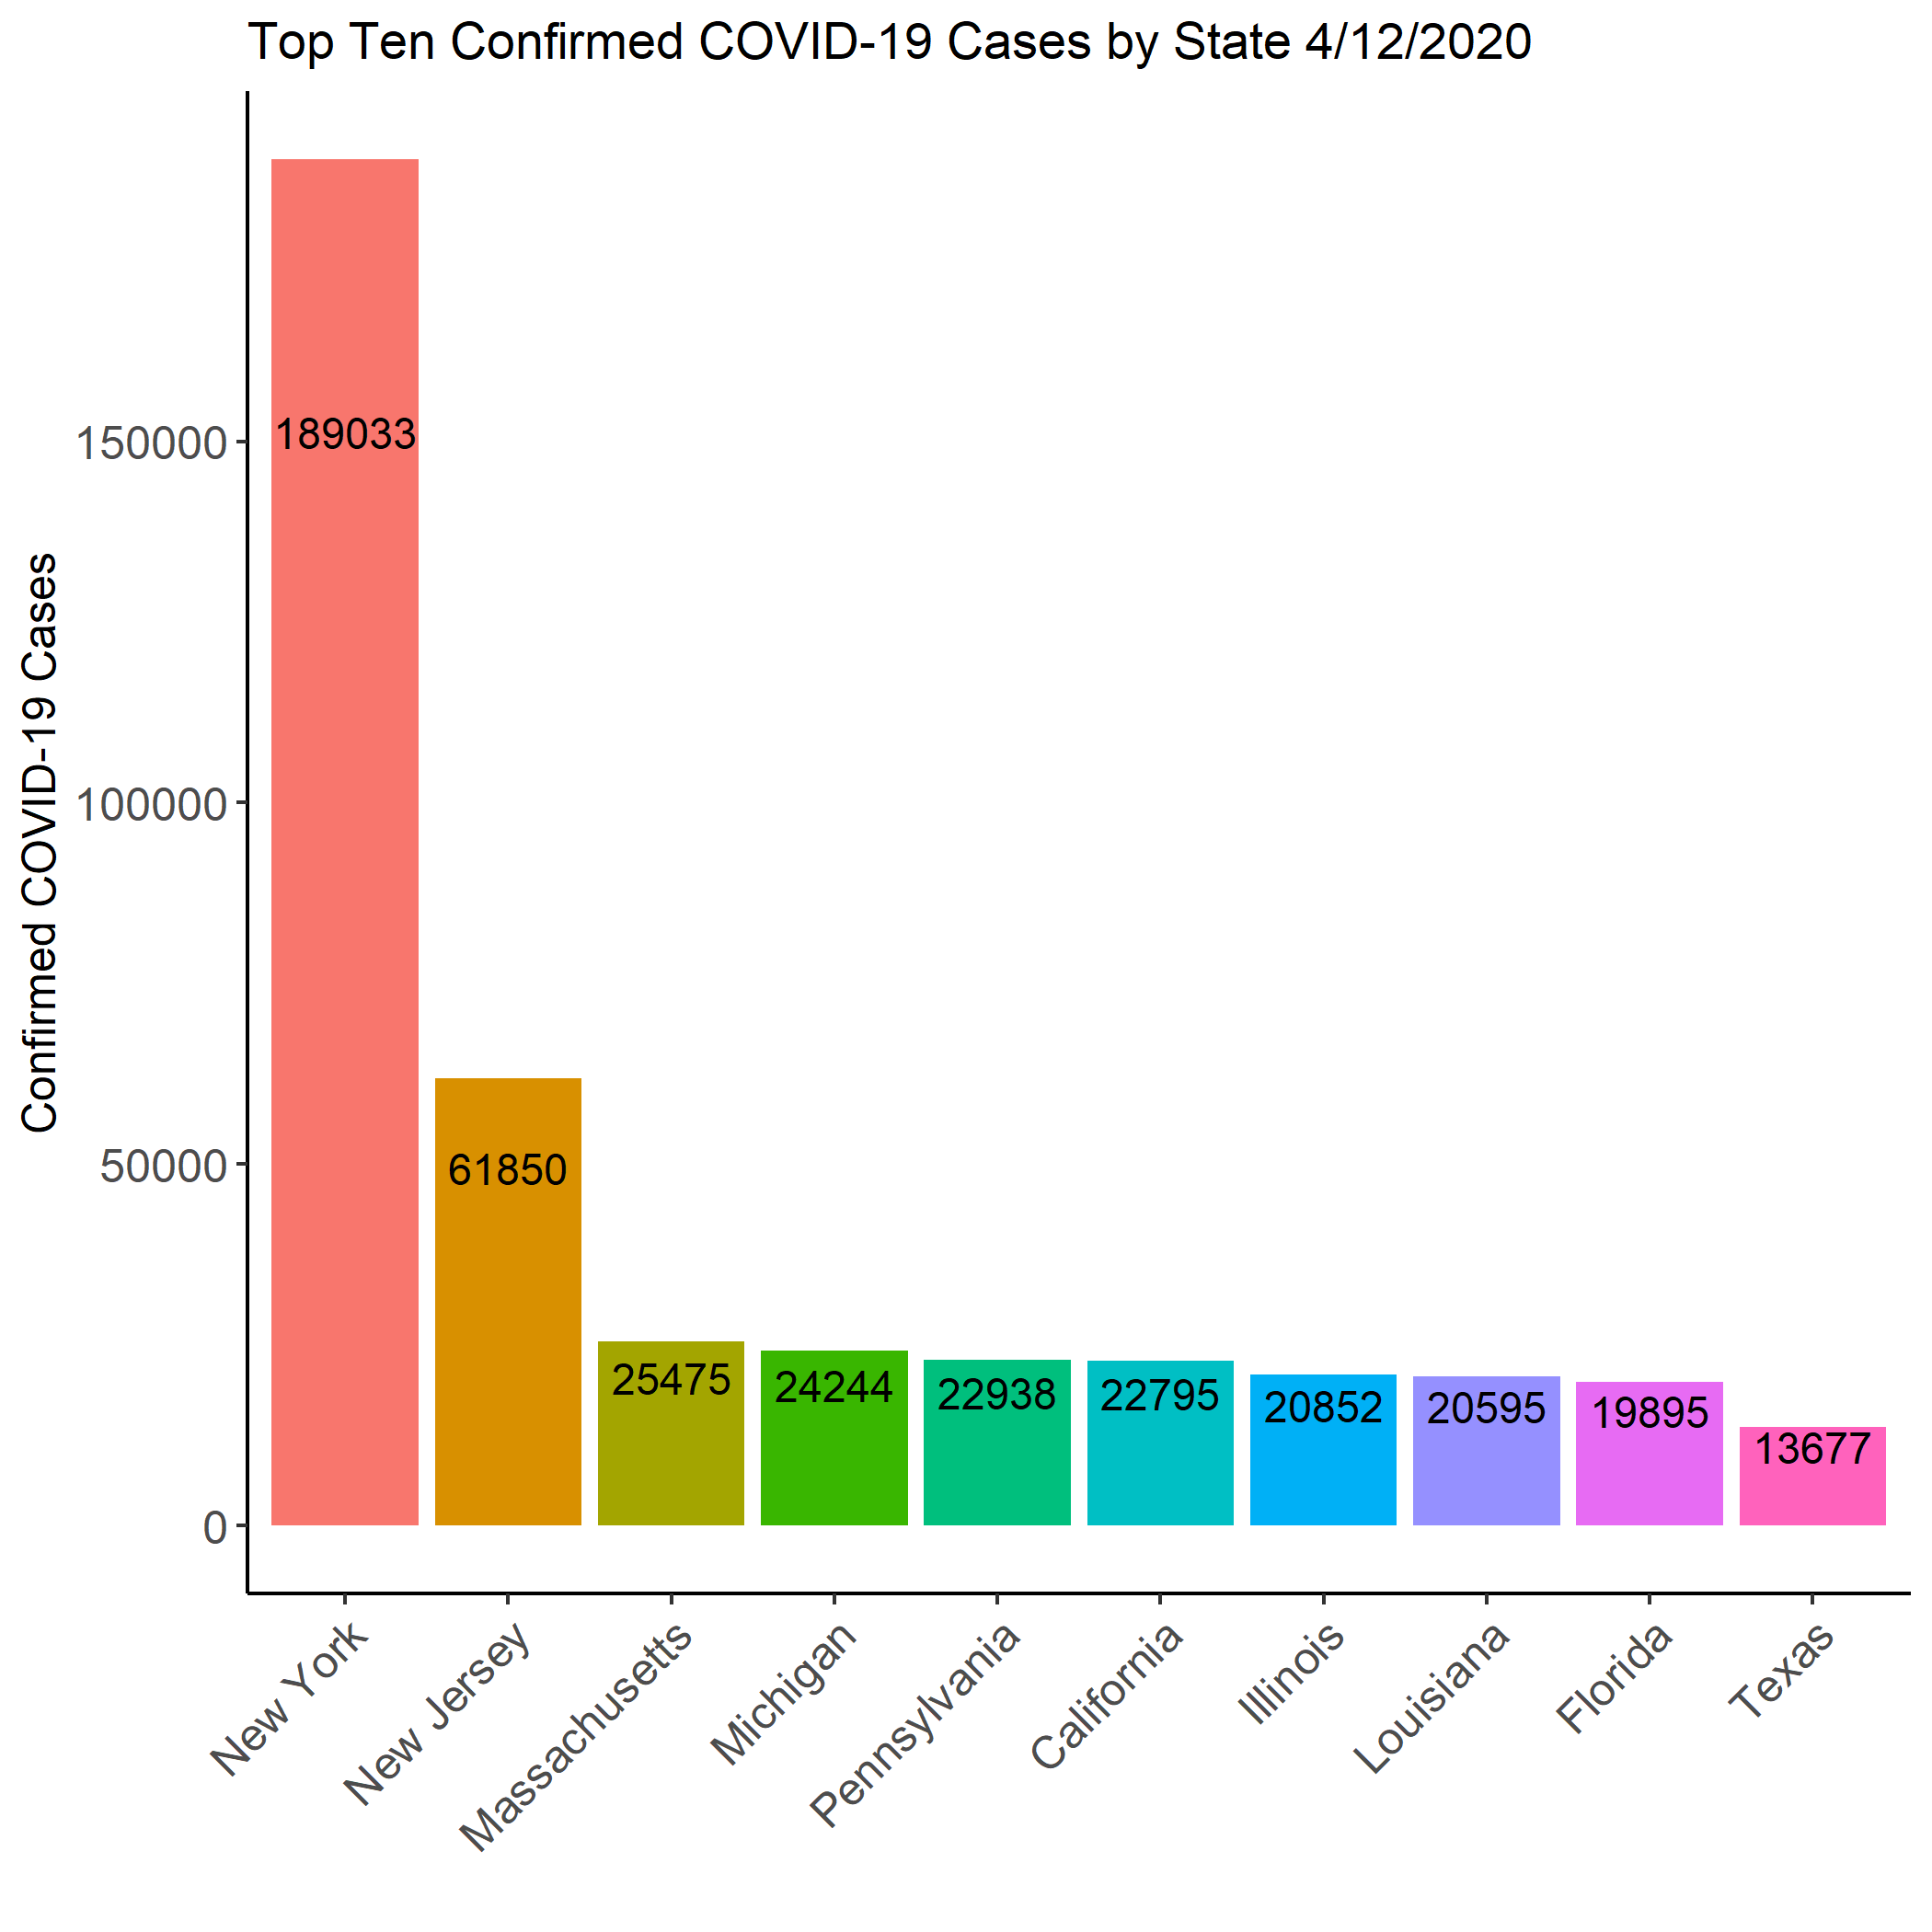 Top Ten Confirmed COVID-19 Cases by State 4/12/2020
Confirmed COVID-19 Cases
150000
100000
50000
0
189033
61850
25475
24244
22938
22795
20852
20595
19895
13677
New York
New Jersey
Massachusetts
Michigan
Pennsylvania
California
Illinois
Louisiana
Florida
Texas